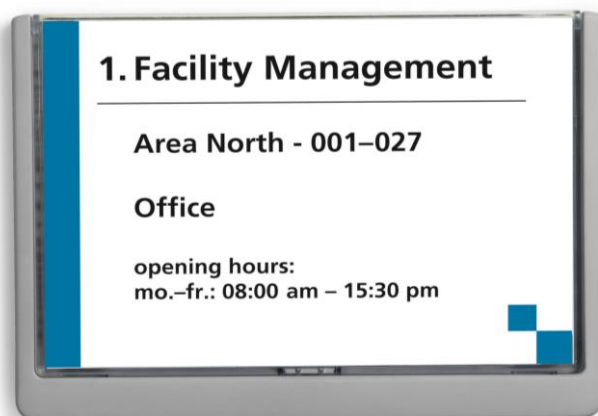 1. Facility Management
Area North - 001–027
Office
opening hours:
mo.–fr.: 08:00 am – 15:30 pm